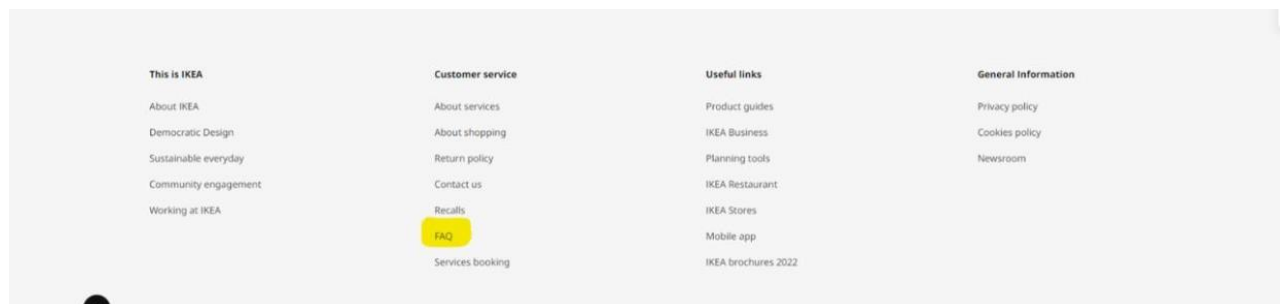 This is IKEA
About IKEA
Democratic Design
Sustainable everyday
Community engagement
Working at IKEA
Customer service
About services
About shopping
Return policy
Contact us
Recalls
FAQ
Services booking
Useful links
Product guides
IKEA Business
Planning tools
IKEA Restaurant
IKEA Stores
Mobile app
IKEA brochures 2022
General Information
Privacy policy
Cookies policy
Newsroom